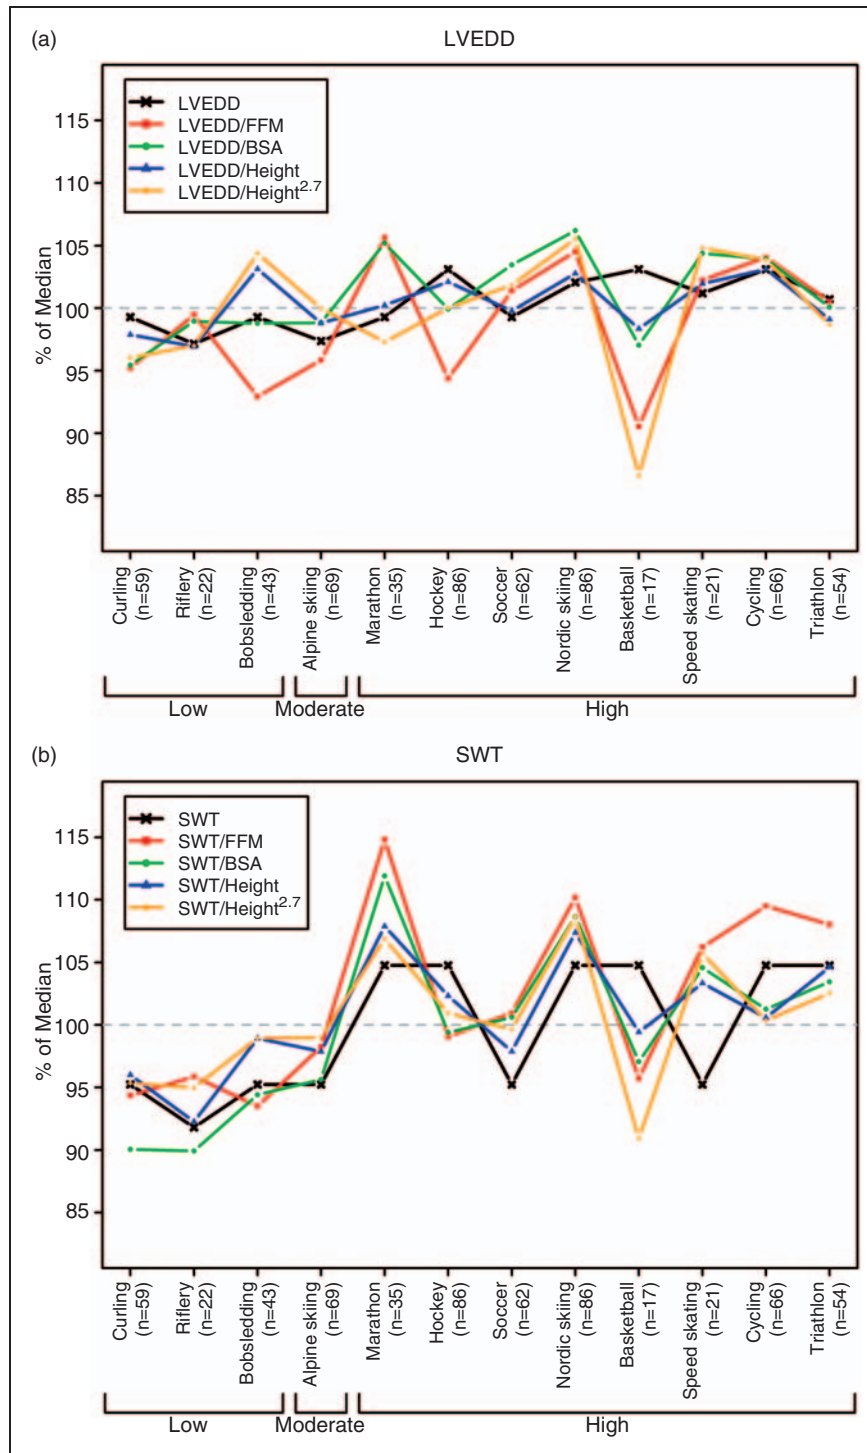 (a)
LVEDD
LVEDD
LVEDD/FFM
LVEDD/BSA
LVEDD/Height
LVEDD/Height2.7
% of Median
115
110
105
100
95
90
85
Curling
(n=59)
Riflery
(n=22)
Bobsledding
(n=43)
Alpine skiing
(n=69)
Marathon
(n=35)
Hockey
(n=86)
Soccer
(n=62)
Nordic skiing
(n=86)
Basketball
(n=17)
Speed skating
(n=21)
Cycling
(n=66)
Triathlon
(n=54)
Low
Moderate
High
(b)
SWT
SWT
SWT/FFM
SWT/BSA
SWT/Height
SWT/Height2.7
% of Median
115
110
105
100
95
90
85
Curling
(n=59)
Riflery
(n=22)
Bobsledding
(n=43)
Alpine skiing
(n=69)
Marathon
(n=35)
Hockey
(n=86)
Soccer
(n=62)
Nordic skiing
(n=86)
Basketball
(n=17)
Speed skating
(n=21)
Cycling
(n=66)
Triathlon
(n=54)
Low
Moderate
High